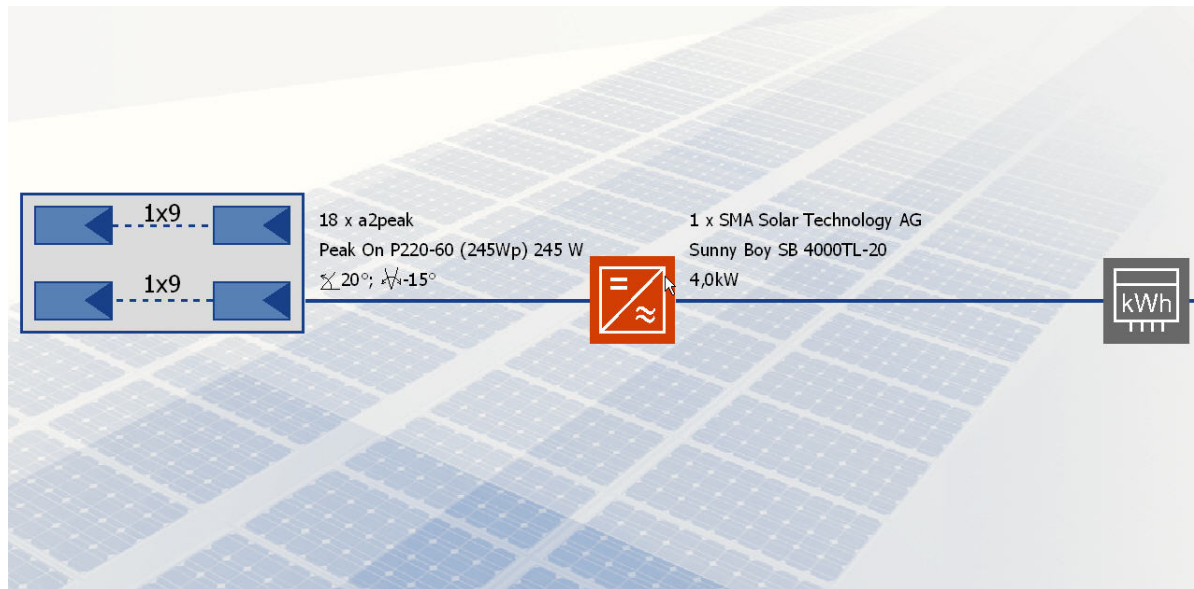 1x9
1x9
18 x a2peak
Peak On P220-60 (245Wp) 245 W
20°; -15°
1 x SMA Solar Technology AG
Sunny Boy SB 4000TL-20
4,0kW
kWh